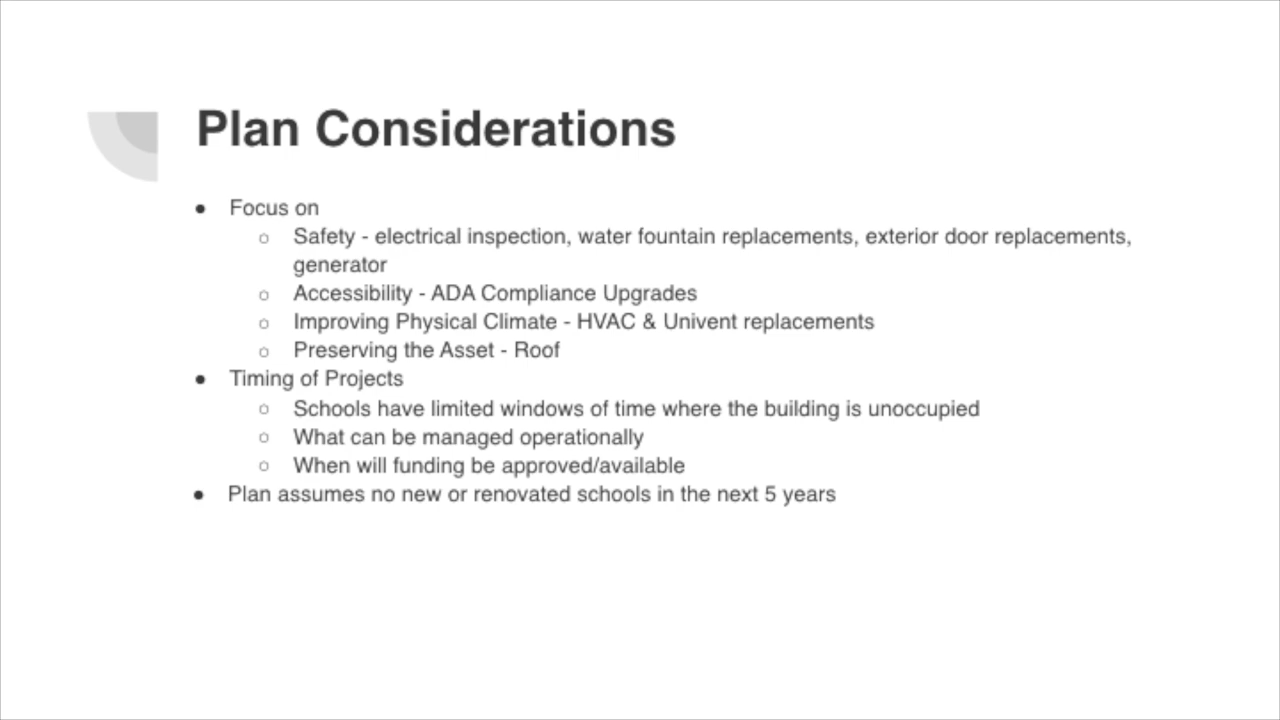 Plan Considerations
● Focus on
○ Safety - electrical inspection, water fountain replacements, exterior door replacements,
generator
○ Accessibility - ADA Compliance Upgrades
○ Improving Physical Climate - HVAC & Univent replacements
○ Preserving the Asset - Roof
● Timing of Projects
○ Schools have limited windows of time where the building is unoccupied
○ What can be managed operationally
○ When will funding be approved/available
● Plan assumes no new or renovated schools in the next 5 years